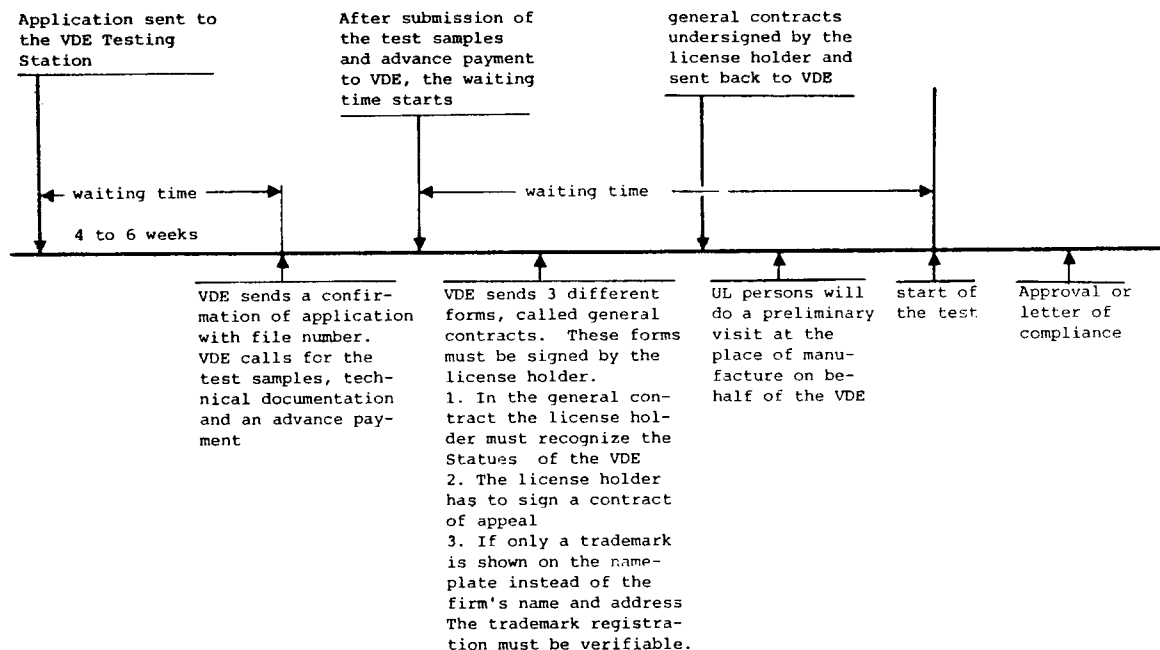 Application sent to
the VDE Testing
Station
After submission of
the test samples
and advance payment
to VDE, the waiting
time starts
general contracts
undersigned by the
license holder and
sent back to VDE
waiting time
waiting time
4 to 6 weeks
VDE sends a confir-
mation of application
with file number.
VDE calls for the
test samples, tech-
nical documentation
and an advance pay-
ment
VDE sends 3 different
forms, called general
contracts. These forms
must be signed by the
license holder.
1. In the general con-
tract the license hol-
der must recognize the
Statues of the VDE
2. The license holder
has to sign a contract
of appeal
3. If only a trademark
is shown on the name-
plate instead of the
firm's name and address
The trademark registra-
tion must be verifiable.
UL persons will
do a preliminary
visit at the
place of manu-
facture on be-
half of the VDE
start of
the test
Approval or
letter of
compliance